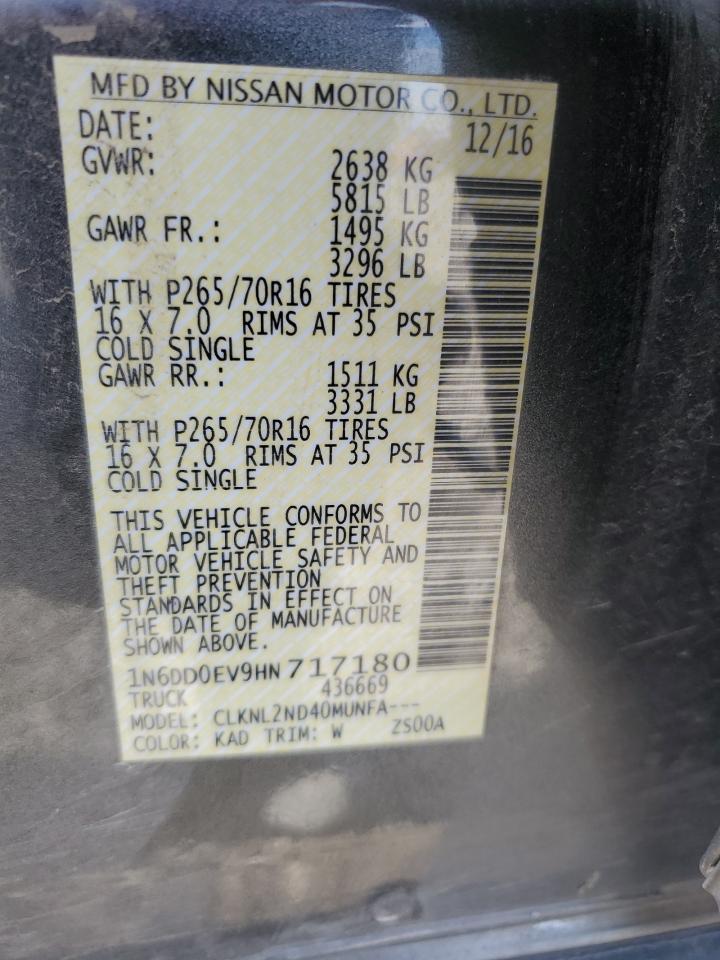 MFD BY NISSAN MOTOR CO., LTD.
DATE: 12/16
GVWR: 2638 KG
5815 LB
GAWR FR.: 1495 KG
3296 LB
WITH P265/70R16 TIRES
16 X 7.0 RIMS AT 35 PSI
COLD SINGLE
GAWR RR.: 1511 KG
3331 LB
WITH P265/70R16 TIRES
16 X 7.0 RIMS AT 35 PSI
COLD SINGLE
THIS VEHICLE CONFORMS TO
ALL APPLICABLE FEDERAL
MOTOR VEHICLE SAFETY AND
THEFT PREVENTION
STANDARDS IN EFFECT ON
THE DATE OF MANUFACTURE
SHOWN ABOVE.
1N6DD0EV9HN717180
TRUCK 436669
MODEL: CLKNL2ND40MUNFA---
COLOR: KAD TRIM: W ZS00A